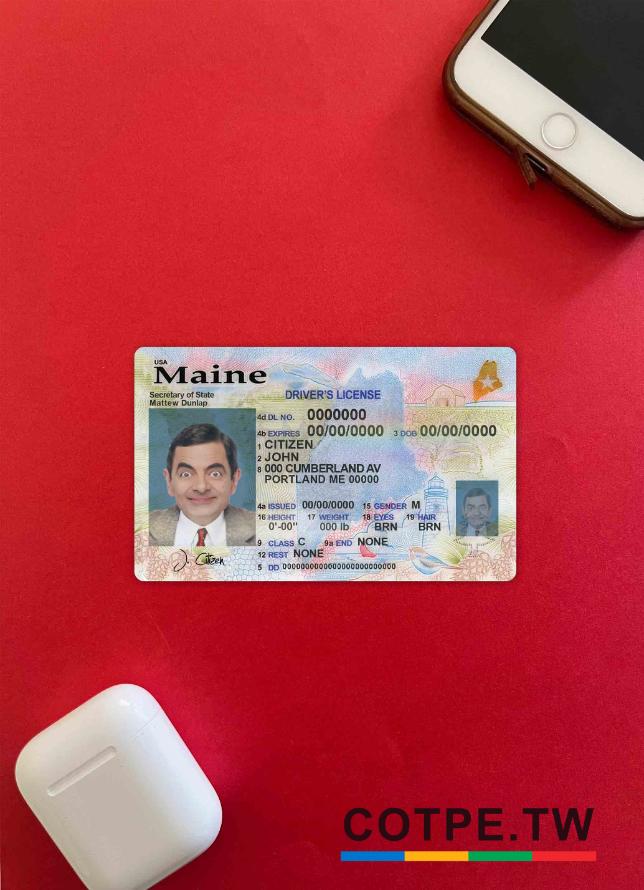 USA
Maine
Secretary of State
Mattew Dunlap
DRIVER'S LICENSE
4d DL NO. 0000000
4b EXPIRES 00/00/0000 3 DOB 00/00/0000
1 CITIZEN
2 JOHN
8 000 CUMBERLAND AV
PORTLAND ME 00000
4a ISSUED 00/00/0000 15 GENDER M
16 HEIGHT 17 WEIGHT 18 EYES 19 HAIR
0'-00" 000 lb BRN BRN
9 CLASS C 9a END NONE
12 REST NONE
5 DD 0000000000000000000000000
J. Citizen
COTPE.TW